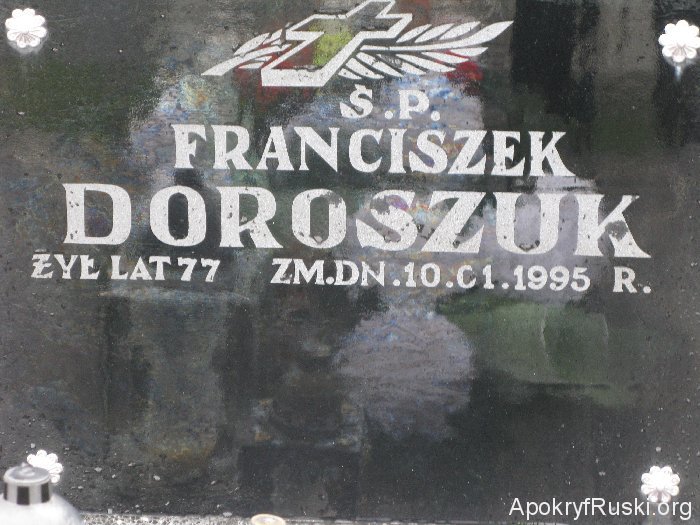 Ś.P.
FRANCISZEK
DOROSZUK
ŻYŁ LAT 77 ZM.DN.10.01.1995 R.
ApokryfRuski.org